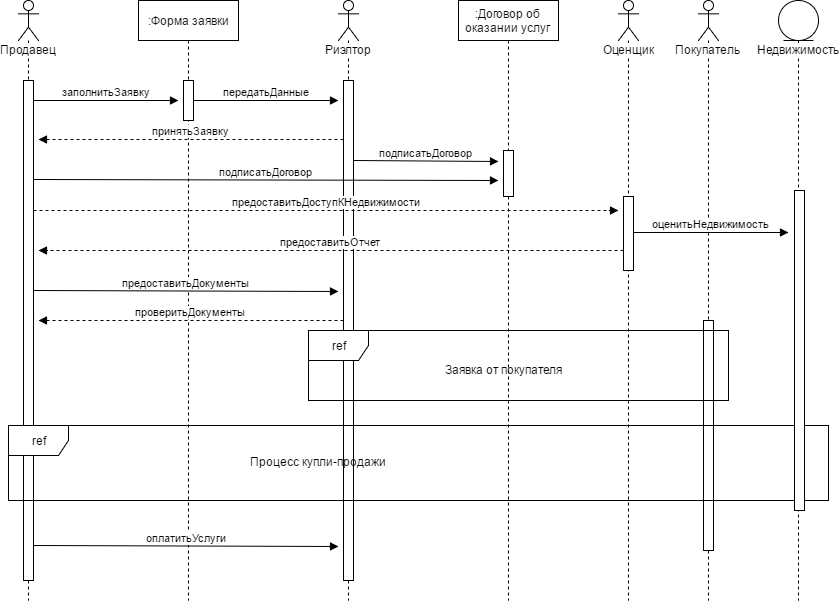 :Форма заявки
:Договор об
оказании услуг
Продавец
Риэлтор
Оценщик
Покупатель
Недвижимость
заполнитьЗаявку
передатьДанные
принятьЗаявку
подписатьДоговор
подписатьДоговор
предоставитьДоступКНедвижимости
оценитьНедвижимость
предоставитьОтчет
предоставитьДокументы
проверитьДокументы
ref
Заявка от покупателя
ref
Процесс купли-продажи
оплатитьУслуги